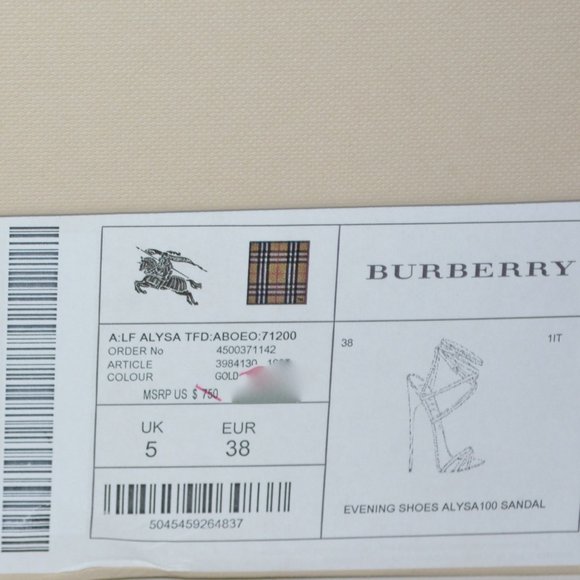 BURBERRY
A:LF ALYSA TFD:ABOEO:71200
ORDER No 4500371142
ARTICLE 3984130
COLOUR GOLD
MSRP US $ 750
UK EUR
5 38
5045459264837
38 1IT
EVENING SHOES ALYSA100 SANDAL